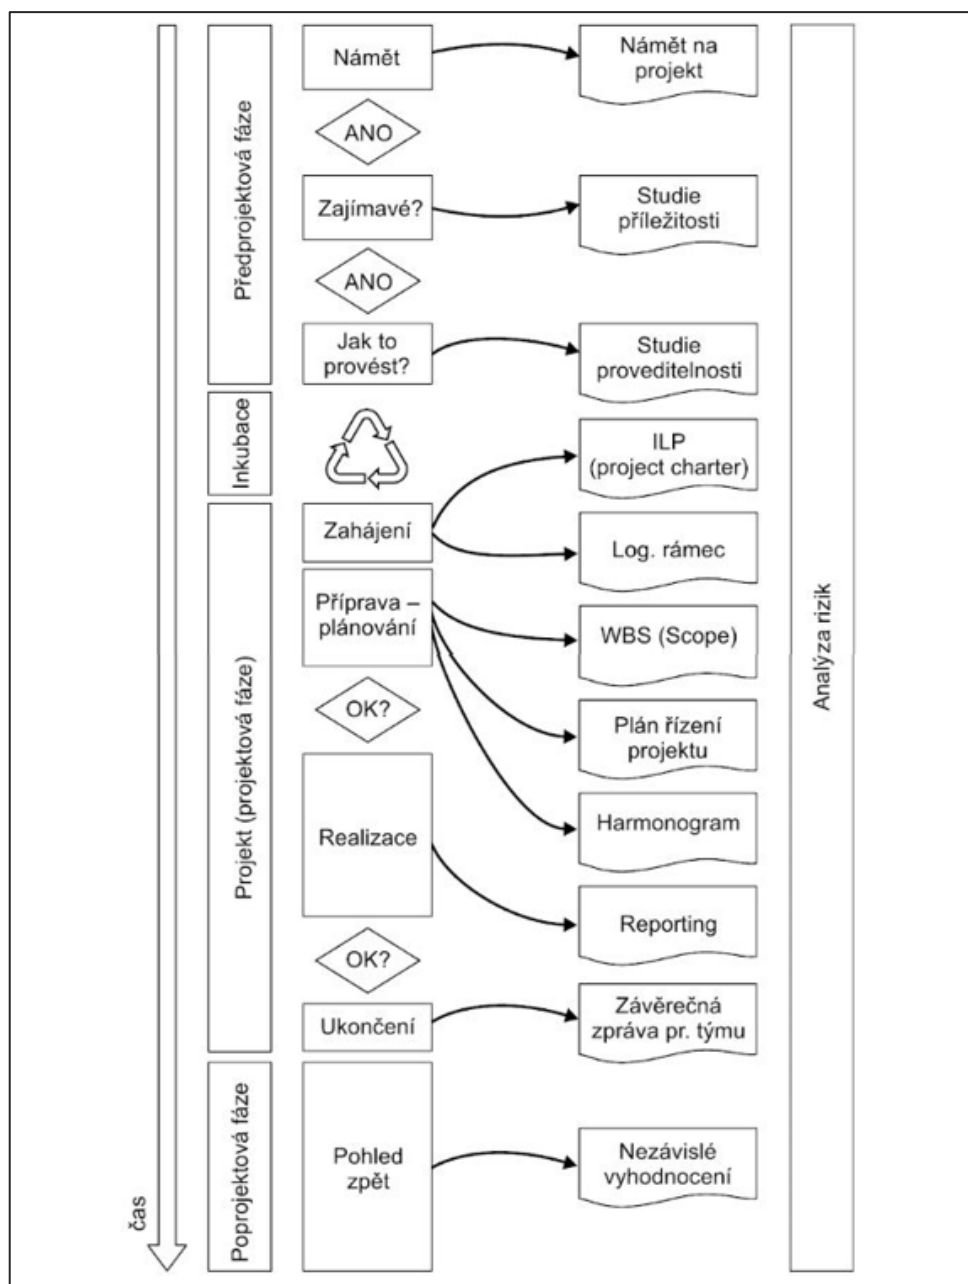 čas
Předprojektová fáze
Námět
Námět na
projekt
ANO
Zajímavé?
Studie
příležitosti
ANO
Jak to
provést?
Studie
proveditelnosti
Inkubace
ILP
(project charter)
Projekt (projektová fáze)
Zahájení
Log. rámec
Příprava –
plánování
WBS (Scope)
OK?
Plán řízení
projektu
Realizace
Harmonogram
Reporting
OK?
Ukončení
Závěrečná
zpráva pr. týmu
Poprojektová fáze
Pohled
zpět
Nezávislé
vyhodnocení
Analýza rizik